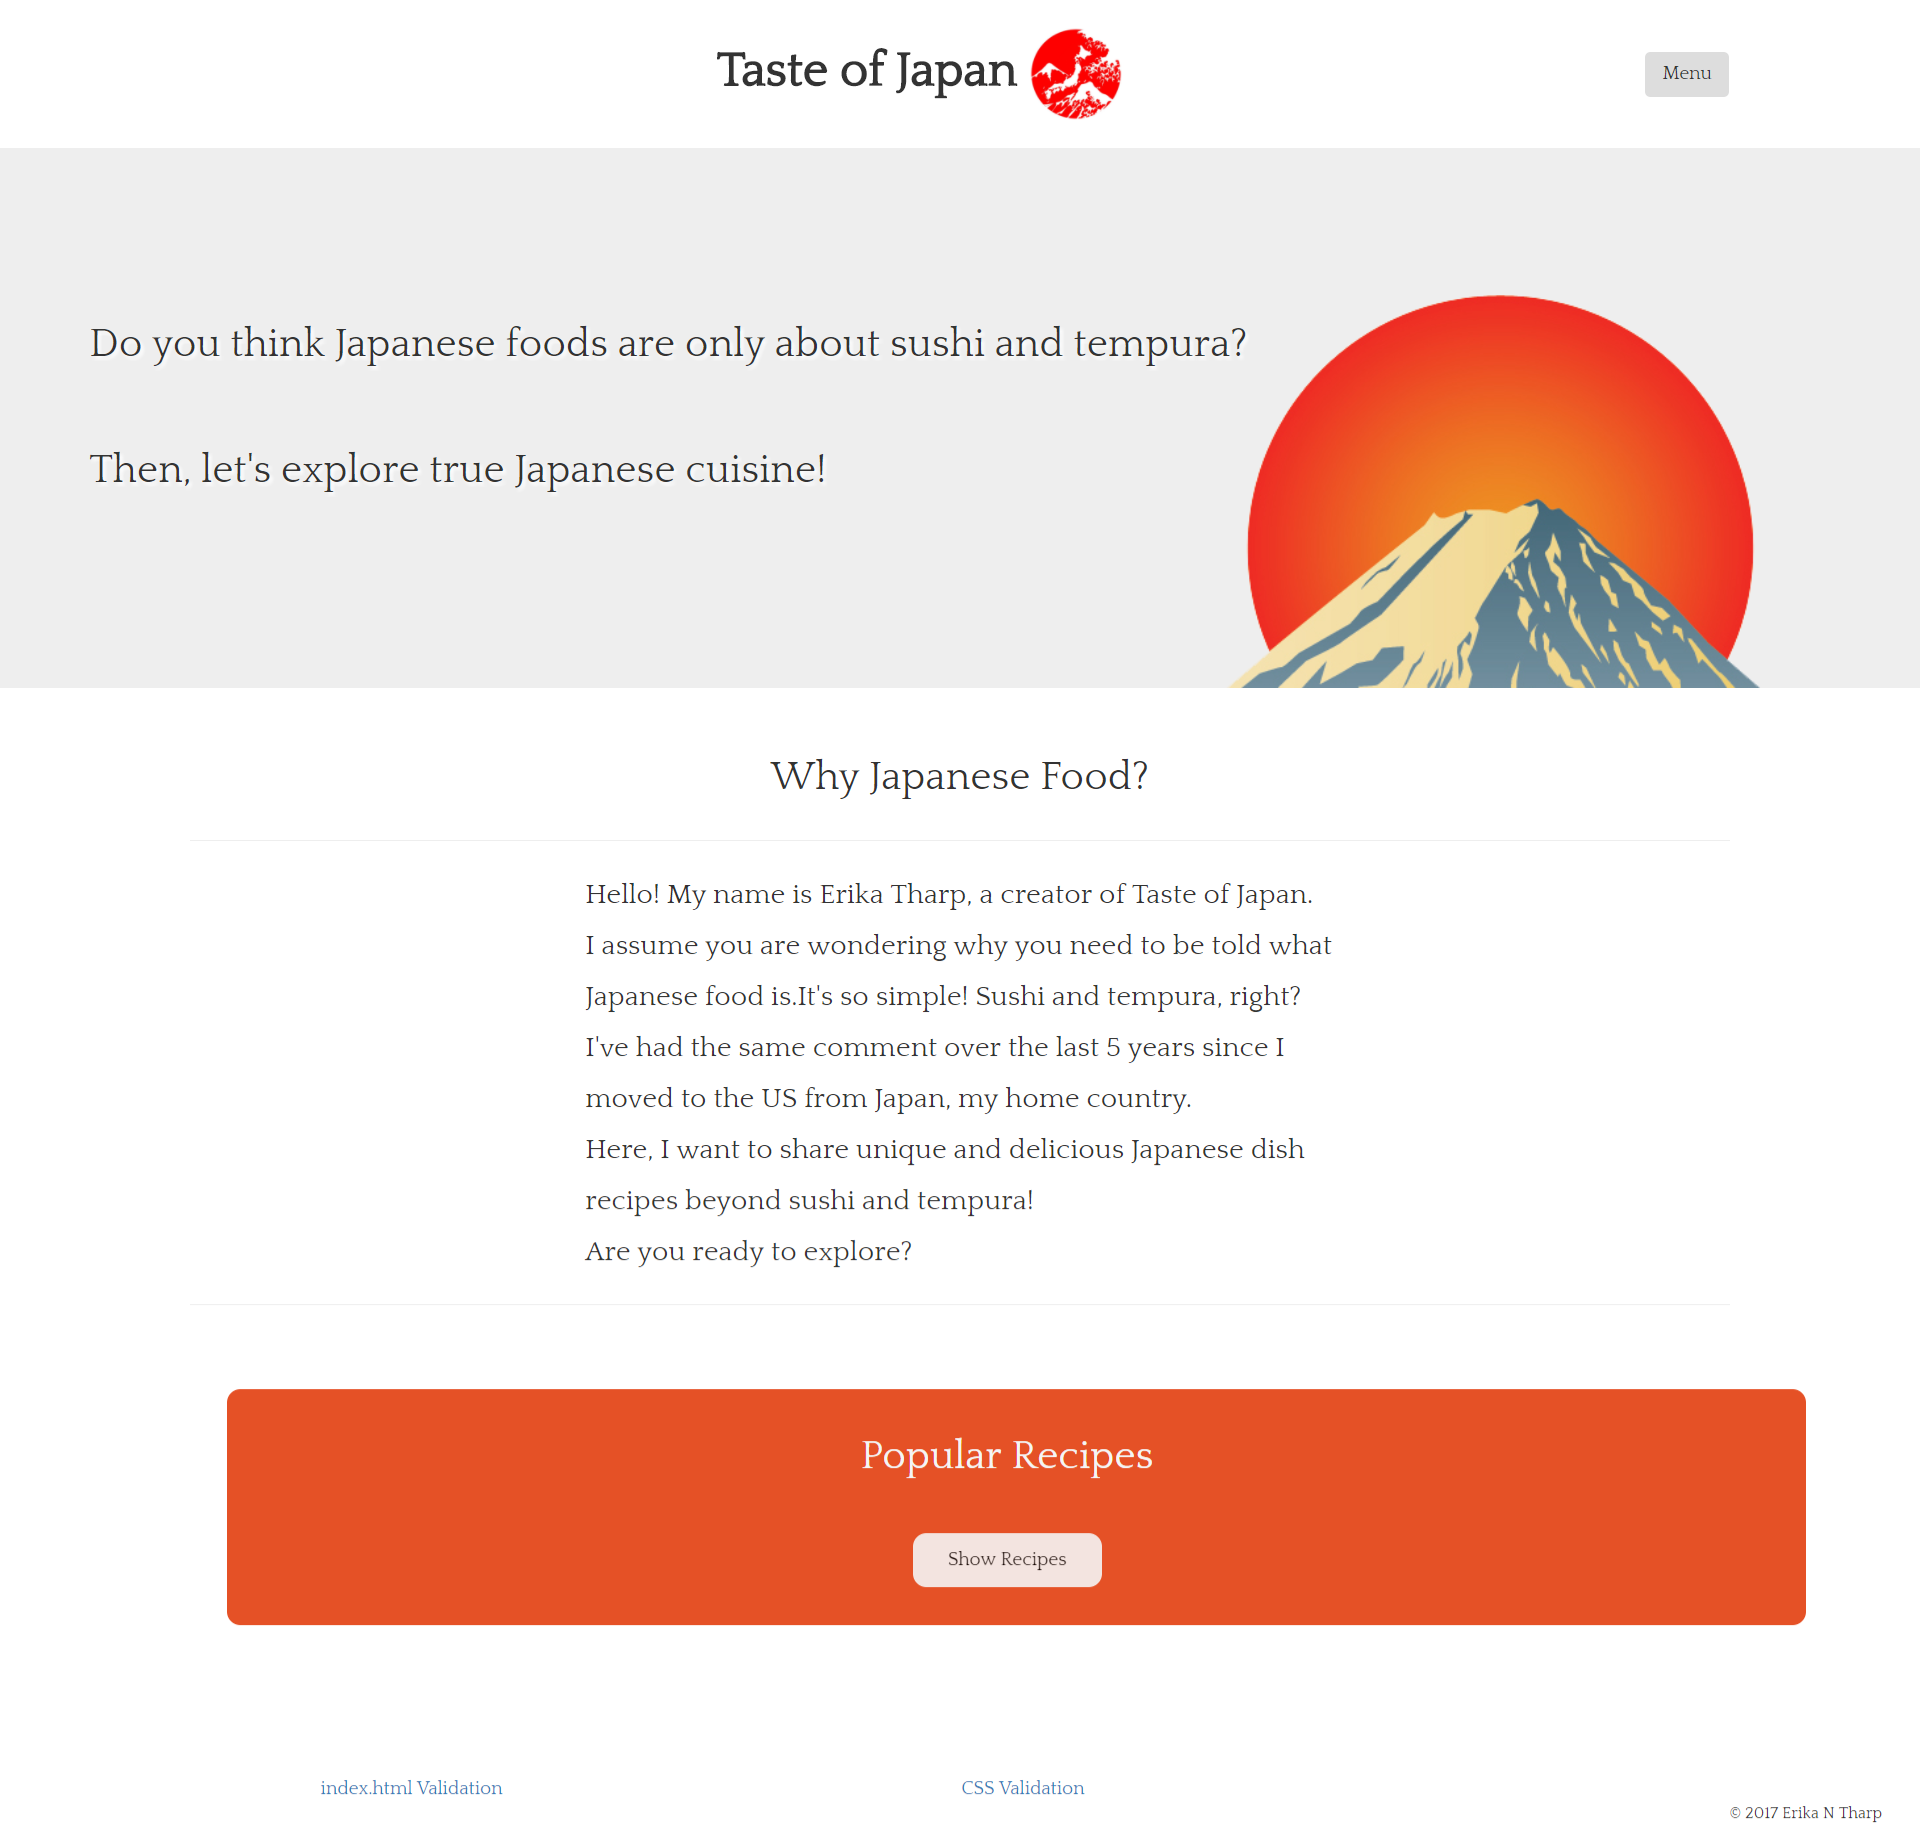 Taste of Japan
Menu
Do you think Japanese foods are only about sushi and tempura?
Then, let's explore true Japanese cuisine!
Why Japanese Food?
Hello! My name is Erika Tharp, a creator of Taste of Japan.
I assume you are wondering why you need to be told what
Japanese food is.It's so simple! Sushi and tempura, right?
I've had the same comment over the last 5 years since I
moved to the US from Japan, my home country.
Here, I want to share unique and delicious Japanese dish
recipes beyond sushi and tempura!
Are you ready to explore?
Popular Recipes
Show Recipes
index.html Validation
CSS Validation
© 2017 Erika N Tharp